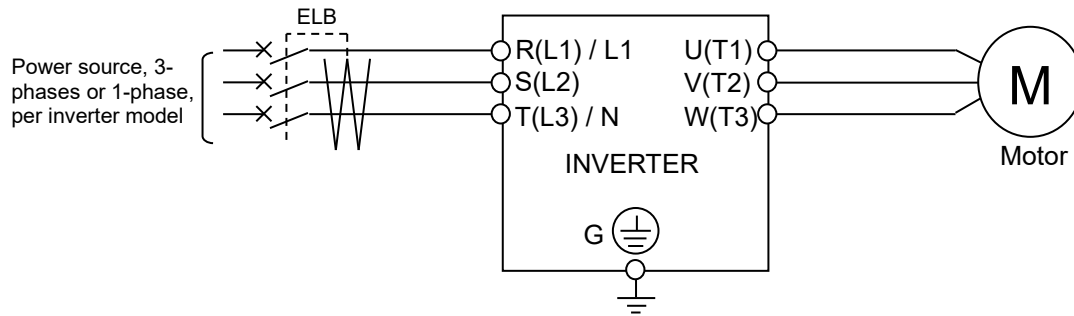 ELB
Power source, 3-
phases or 1-phase,
per inverter model
R(L1) / L1
S(L2)
T(L3) / N
U(T1)
V(T2)
W(T3)
INVERTER
G
M
Motor